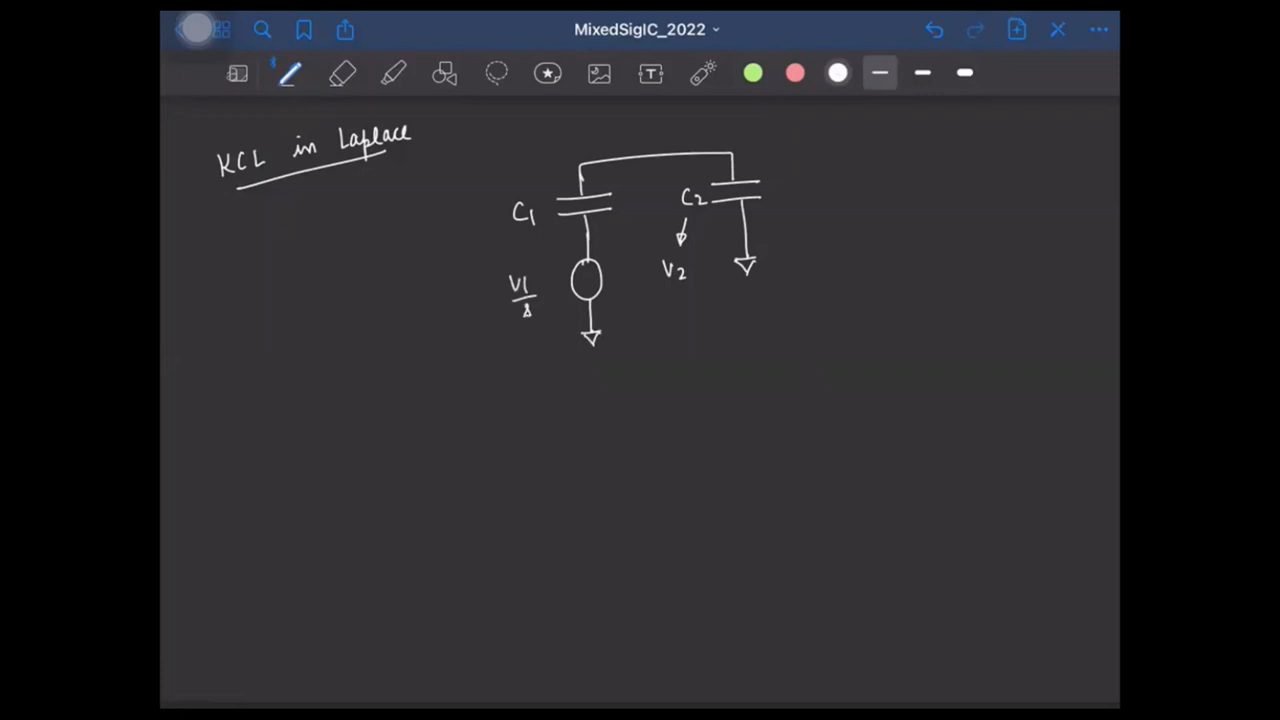 MixedSigIC_2022
KCL in Laplace
C1
C2
V2
V1/s